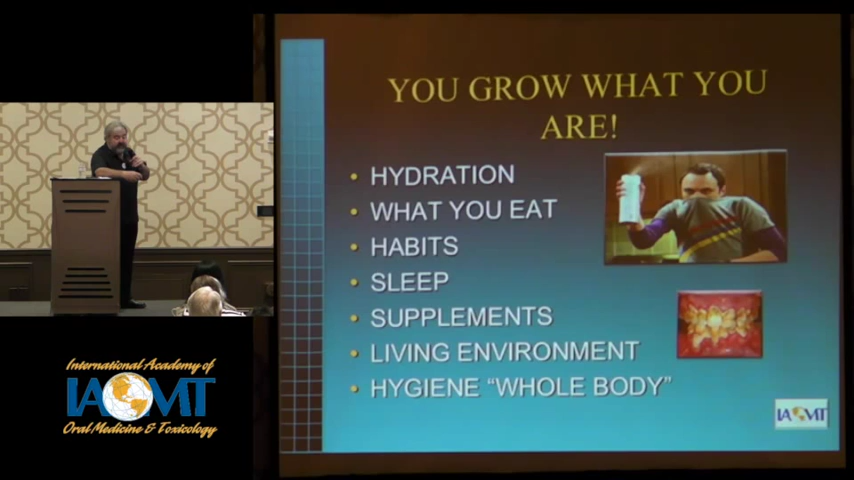 YOU GROW WHAT YOU
ARE!
• HYDRATION
• WHAT YOU EAT
• HABITS
• SLEEP
• SUPPLEMENTS
• LIVING ENVIRONMENT
• HYGIENE “WHOLE BODY”
IAOMT
International Academy of
IAOMT
Oral Medicine & Toxicology